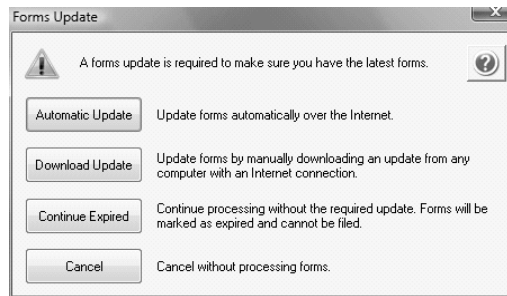 Forms Update
A forms update is required to make sure you have the latest forms.
Automatic Update Update forms automatically over the Internet.
Download Update Update forms by manually downloading an update from any
computer with an Internet connection.
Continue Expired Continue processing without the required update. Forms will be
marked as expired and cannot be filed.
Cancel Cancel without processing forms.